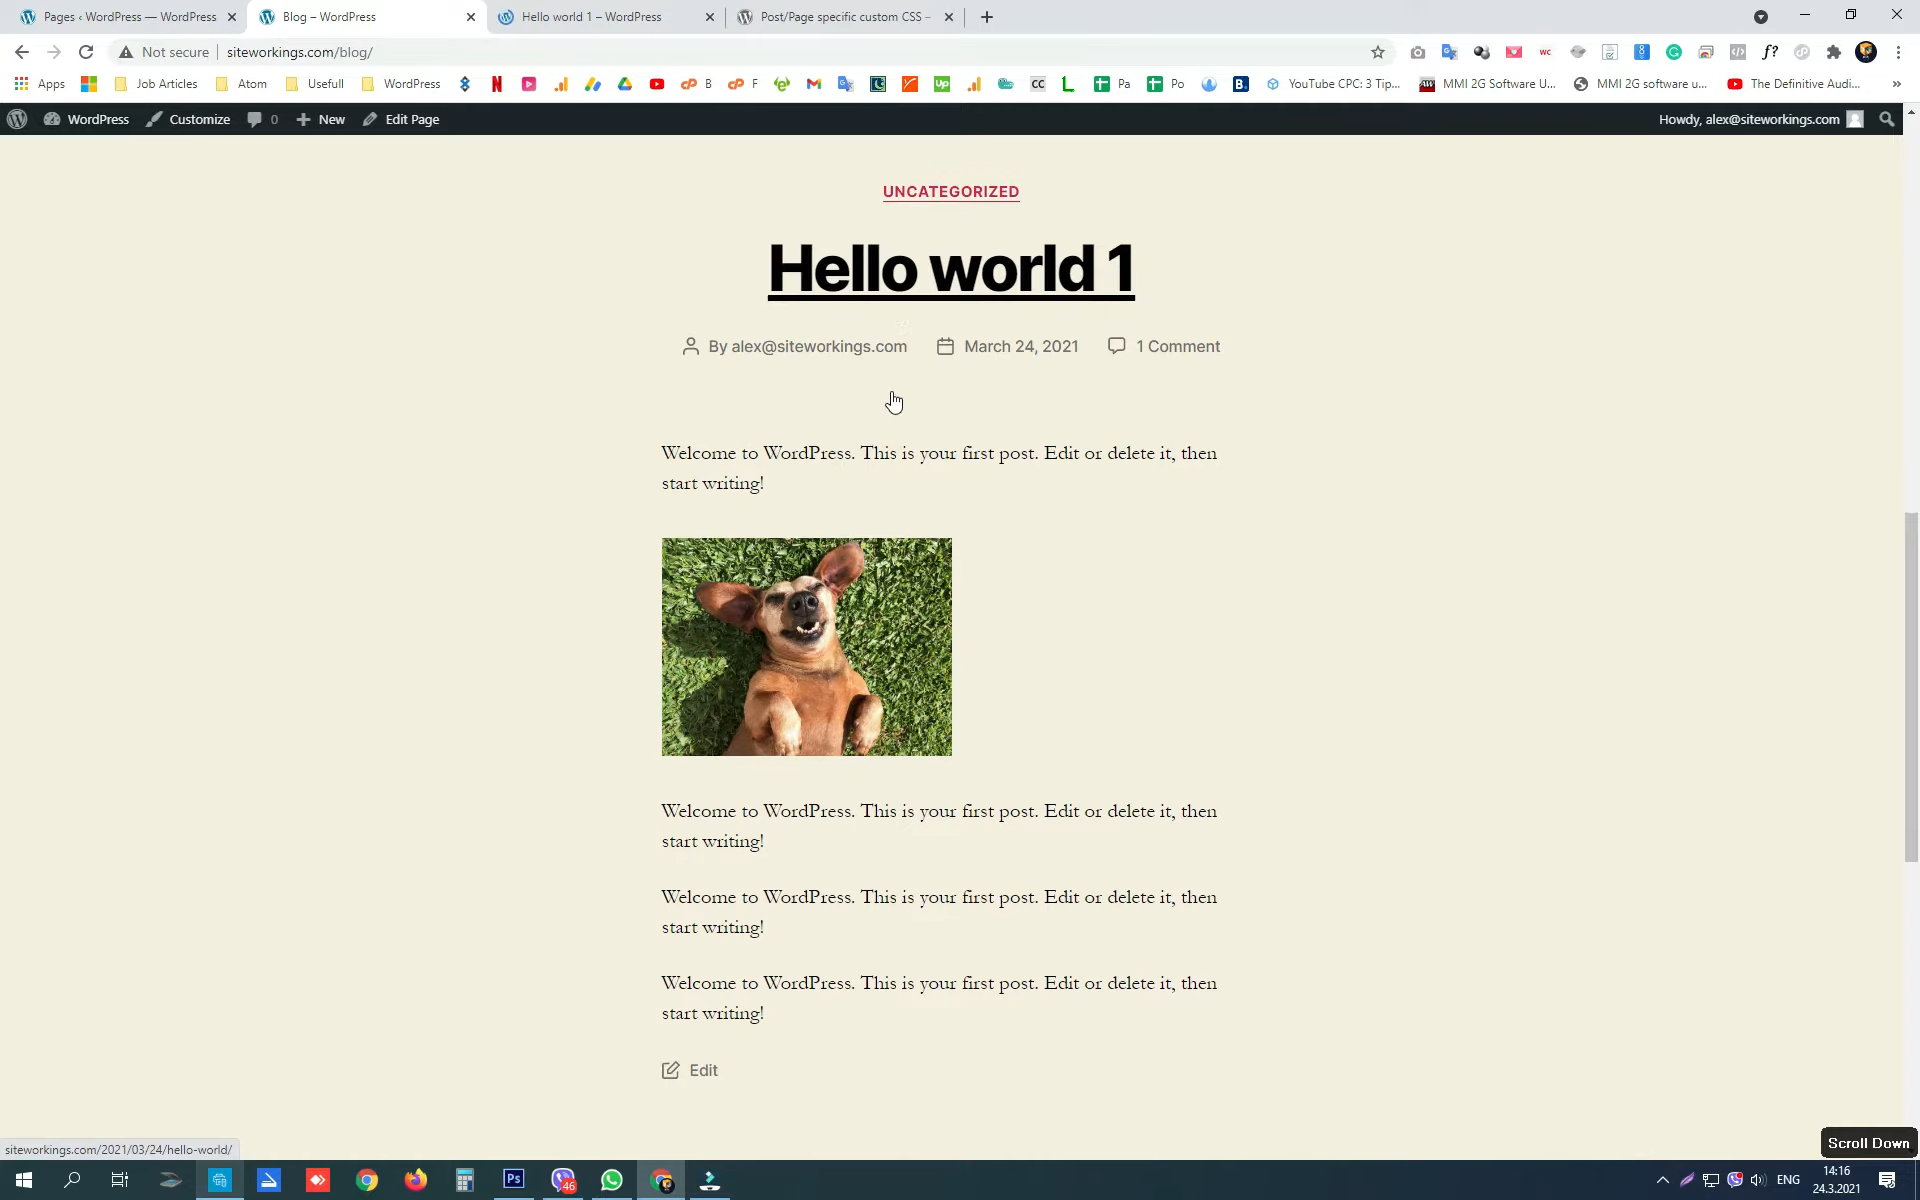 Pages ‹ WordPress — WordPress
Blog – WordPress
Hello world 1 – WordPress
Post/Page specific custom CSS –
Not secure
siteworkings.com/blog/
Apps
Job Articles
Atom
Usefull
WordPress
B
F
CC
Pa
Po
YouTube CPC: 3 Tip...
MMI 2G Software U...
MMI 2G software u...
The Definitive Audi...
WordPress
Customize
0
New
Edit Page
Howdy, alex@siteworkings.com
UNCATEGORIZED
Hello world 1
By alex@siteworkings.com
March 24, 2021
1 Comment
Welcome to WordPress. This is your first post. Edit or delete it, then
start writing!
Welcome to WordPress. This is your first post. Edit or delete it, then
start writing!
Welcome to WordPress. This is your first post. Edit or delete it, then
start writing!
Welcome to WordPress. This is your first post. Edit or delete it, then
start writing!
Edit
siteworkings.com/2021/03/24/hello-world/
Scroll Down
Ps
46
ENG
14:16
24.3.2021